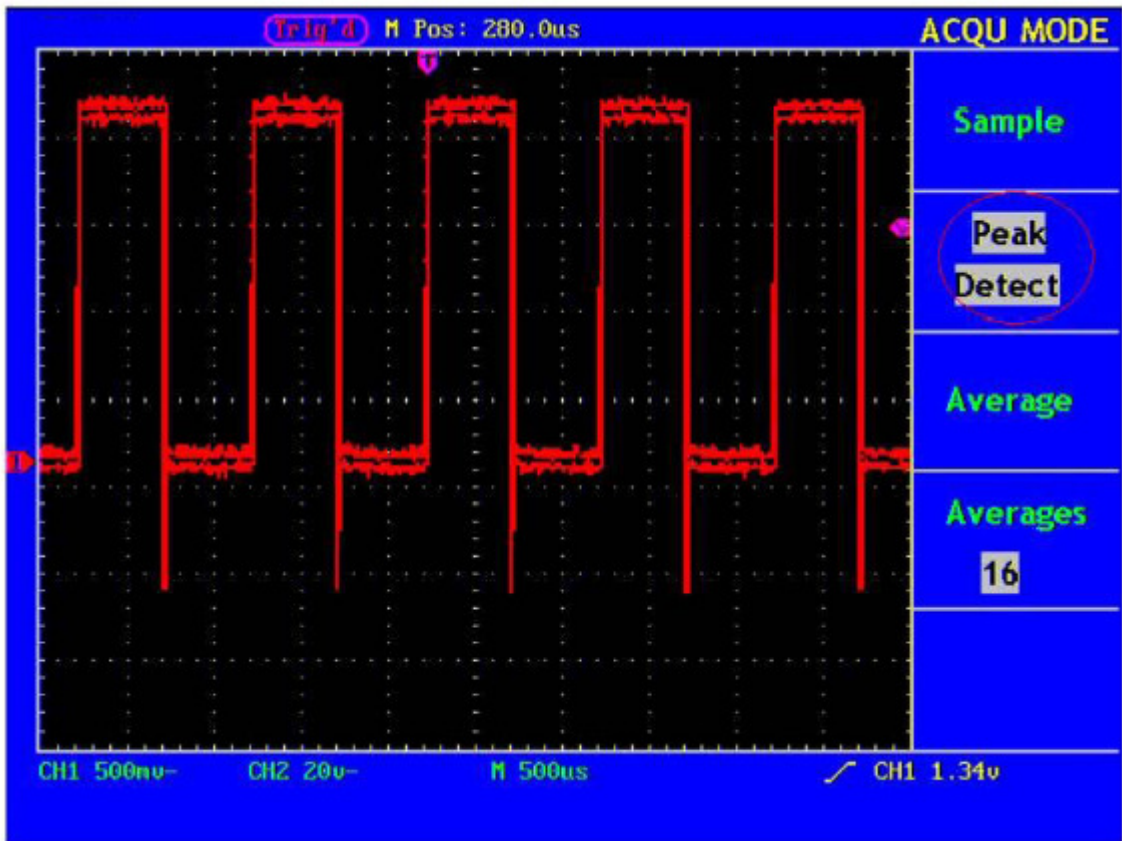 Trig'd M Pos: 280.0us ACQU MODE
T
Sample
Peak
Detect
Average
1
Averages
16
CH1 500mv- CH2 20v- M 500us CH1 1.34v